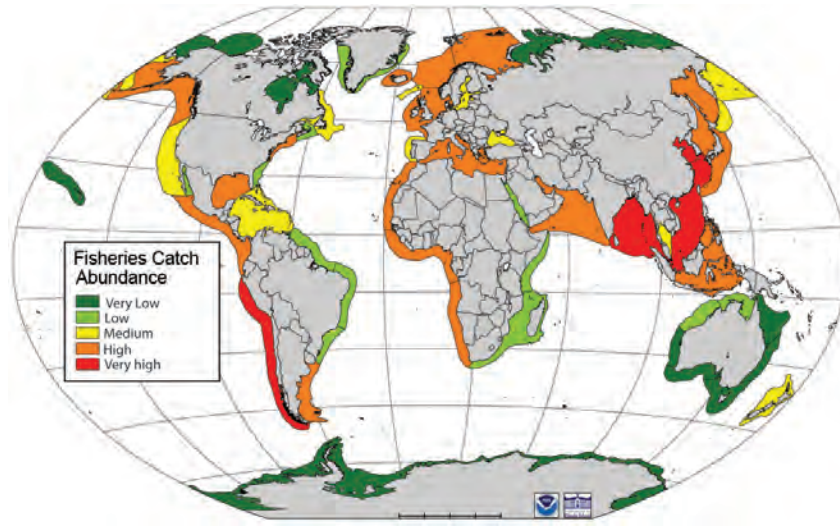 Fisheries Catch
Abundance
Very Low
Low
Medium
High
Very high